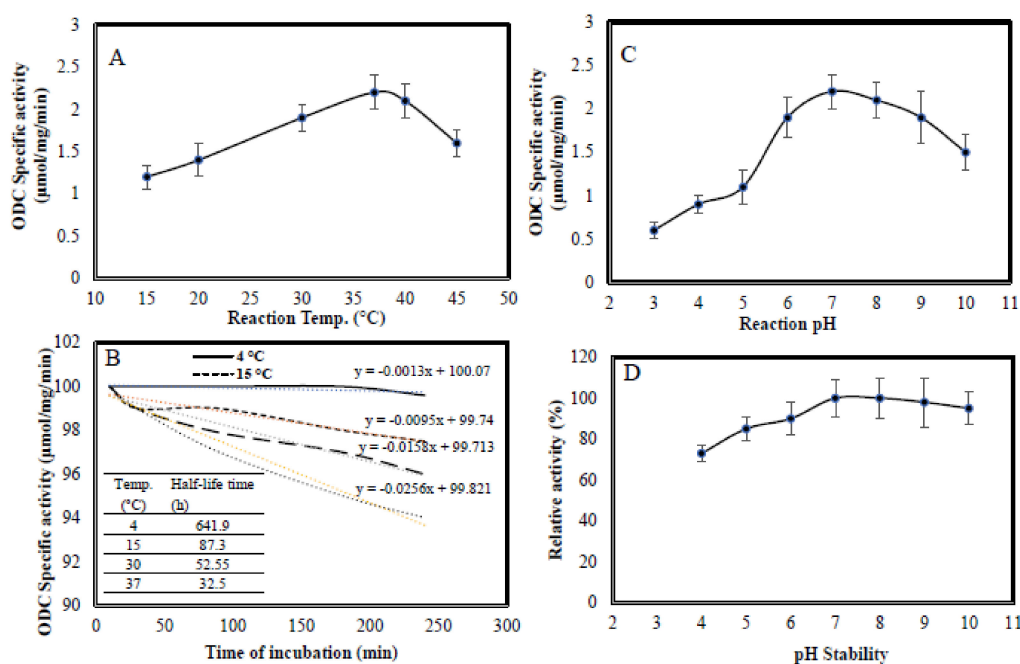 A
ODC Specific activity
(µmol/mg/min)
3
2.5
2
1.5
1
0.5
0
10 15 20 25 30 35 40 45 50
Reaction Temp. (°C)
C
ODC Specific activity
(µmol/mg/min)
3
2.5
2
1.5
1
0.5
0
2 3 4 5 6 7 8 9 10 11
Reaction pH
B
ODC Specific activity (µmol/mg/min)
102
100
98
96
94
92
90
4 °C
15 °C
y = -0.0013x + 100.07
y = -0.0095x + 99.74
y = -0.0158x + 99.713
y = -0.0256x + 99.821
Temp. Half-life time
(°C) (h)
4 641.9
15 87.3
30 52.55
37 32.5
0 50 100 150 200 250 300
Time of incubation (min)
D
Relative activity (%)
120
100
80
60
40
20
0
2 3 4 5 6 7 8 9 10 11
pH Stability